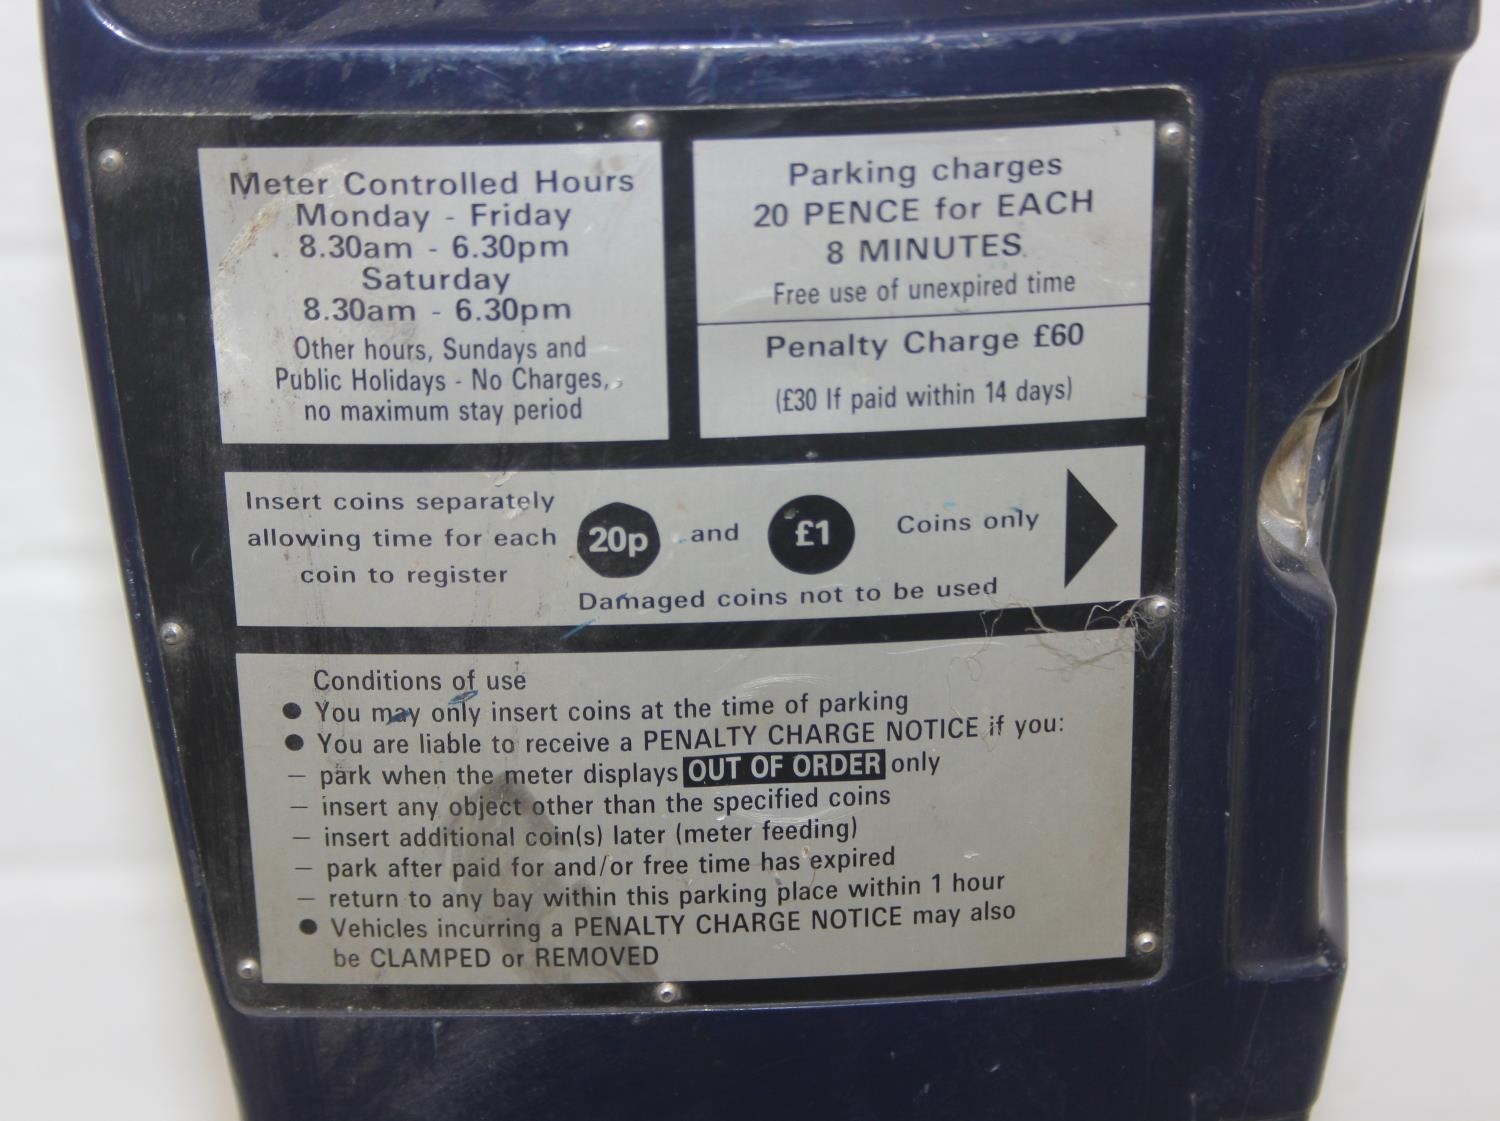 Meter Controlled Hours
Monday - Friday
8.30am - 6.30pm
Saturday
8.30am - 6.30pm
Other hours, Sundays and
Public Holidays - No Charges,
no maximum stay period
Parking charges
20 PENCE for EACH
8 MINUTES
Free use of unexpired time
Penalty Charge £60
(£30 If paid within 14 days)
Insert coins separately
allowing time for each
coin to register
20p and £1 Coins only
Damaged coins not to be used
Conditions of use
● You may only insert coins at the time of parking
● You are liable to receive a PENALTY CHARGE NOTICE if you:
– park when the meter displays OUT OF ORDER only
– insert any object other than the specified coins
– insert additional coin(s) later (meter feeding)
– park after paid for and/or free time has expired
– return to any bay within this parking place within 1 hour
● Vehicles incurring a PENALTY CHARGE NOTICE may also
be CLAMPED or REMOVED